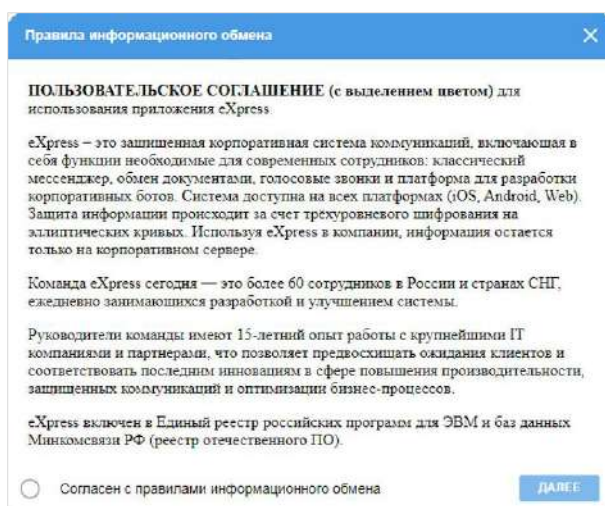 Правила информационного обмена
ПОЛЬЗОВАТЕЛЬСКОЕ СОГЛАШЕНИЕ (с выделением цветом) для
использования приложения eXpress
eXpress – это защищенная корпоративная система коммуникаций, включающая в
себя функции необходимые для современных сотрудников: классический
мессенджер, обмен документами, голосовые звонки и платформа для разработки
корпоративных ботов. Система доступна на всех платформах (iOS, Android, Web).
Защита информации происходит за счет трёхуровневого шифрования на
эллиптических кривых. Используя eXpress в компании, информация остается
только на корпоративном сервере.
Команда eXpress сегодня — это более 60 сотрудников в России и странах СНГ,
ежедневно занимающихся разработкой и улучшением системы.
Руководители команды имеют 15-летний опыт работы с крупнейшими IT
компаниями и партнерами, что позволяет предвосхищать ожидания клиентов и
соответствовать последним инновациям в сфере повышения производительности,
защищенных коммуникаций и оптимизации бизнес-процессов.
eXpress включен в Единый реестр российских программ для ЭВМ и баз данных
Минкомсвязи РФ (реестр отечественного ПО).
Согласен с правилами информационного обмена
ДАЛЕЕ